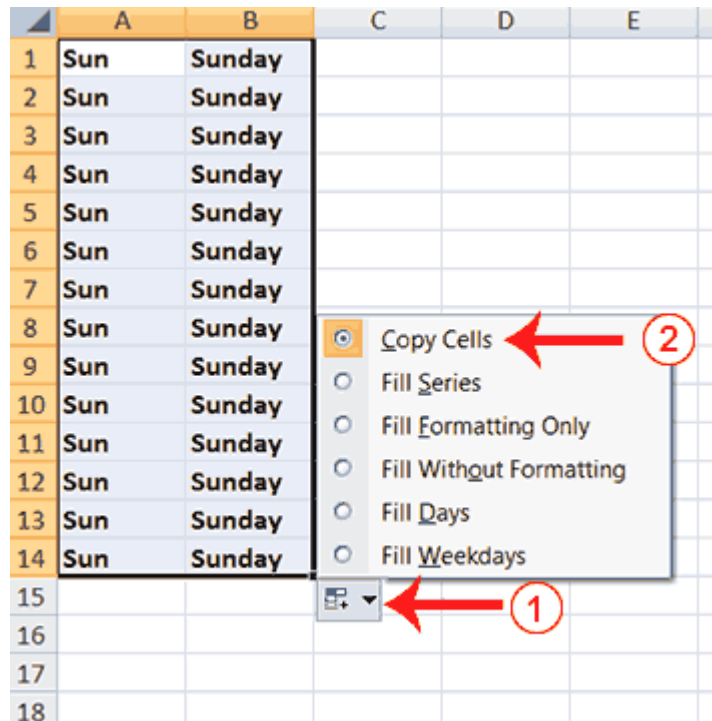 A B C D E
1 Sun Sunday
2 Sun Sunday
3 Sun Sunday
4 Sun Sunday
5 Sun Sunday
6 Sun Sunday
7 Sun Sunday
8 Sun Sunday Copy Cells 2
9 Sun Sunday Fill Series
10 Sun Sunday Fill Formatting Only
11 Sun Sunday
12 Sun Sunday Fill Without Formatting
13 Sun Sunday Fill Days
14 Sun Sunday Fill Weekdays
15 1
16
17
18